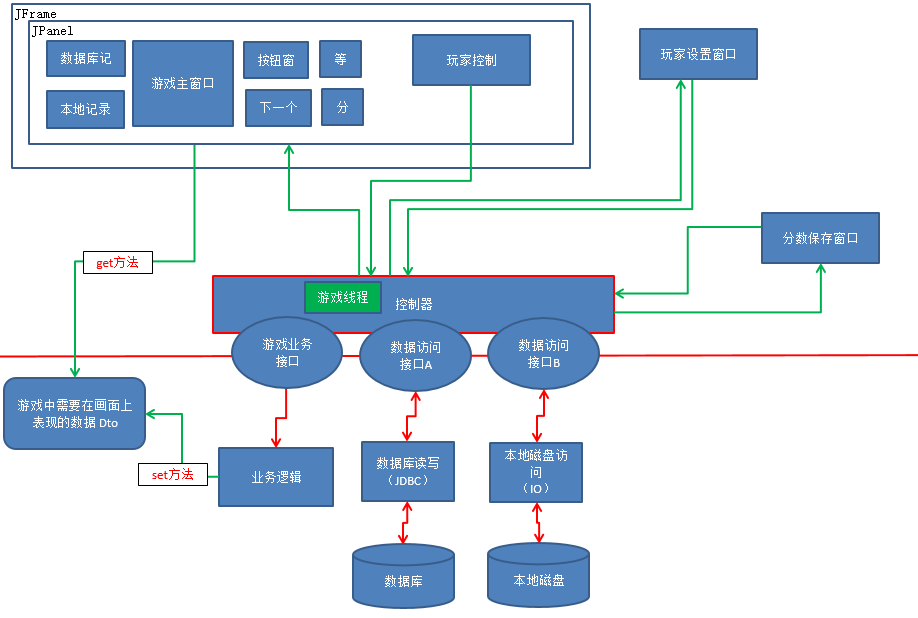 JFrame
JPanel
数据库记
游戏主窗口
按钮窗
等
玩家控制
玩家设置窗口
本地记录
下一个
分
分数保存窗口
get方法
游戏线程
控制器
游戏业务
接口
数据访问
接口A
数据访问
接口B
游戏中需要在画面上
表现的数据 Dto
set方法
业务逻辑
数据库读写
（JDBC）
本地磁盘访
问
（IO）
数据库
本地磁盘